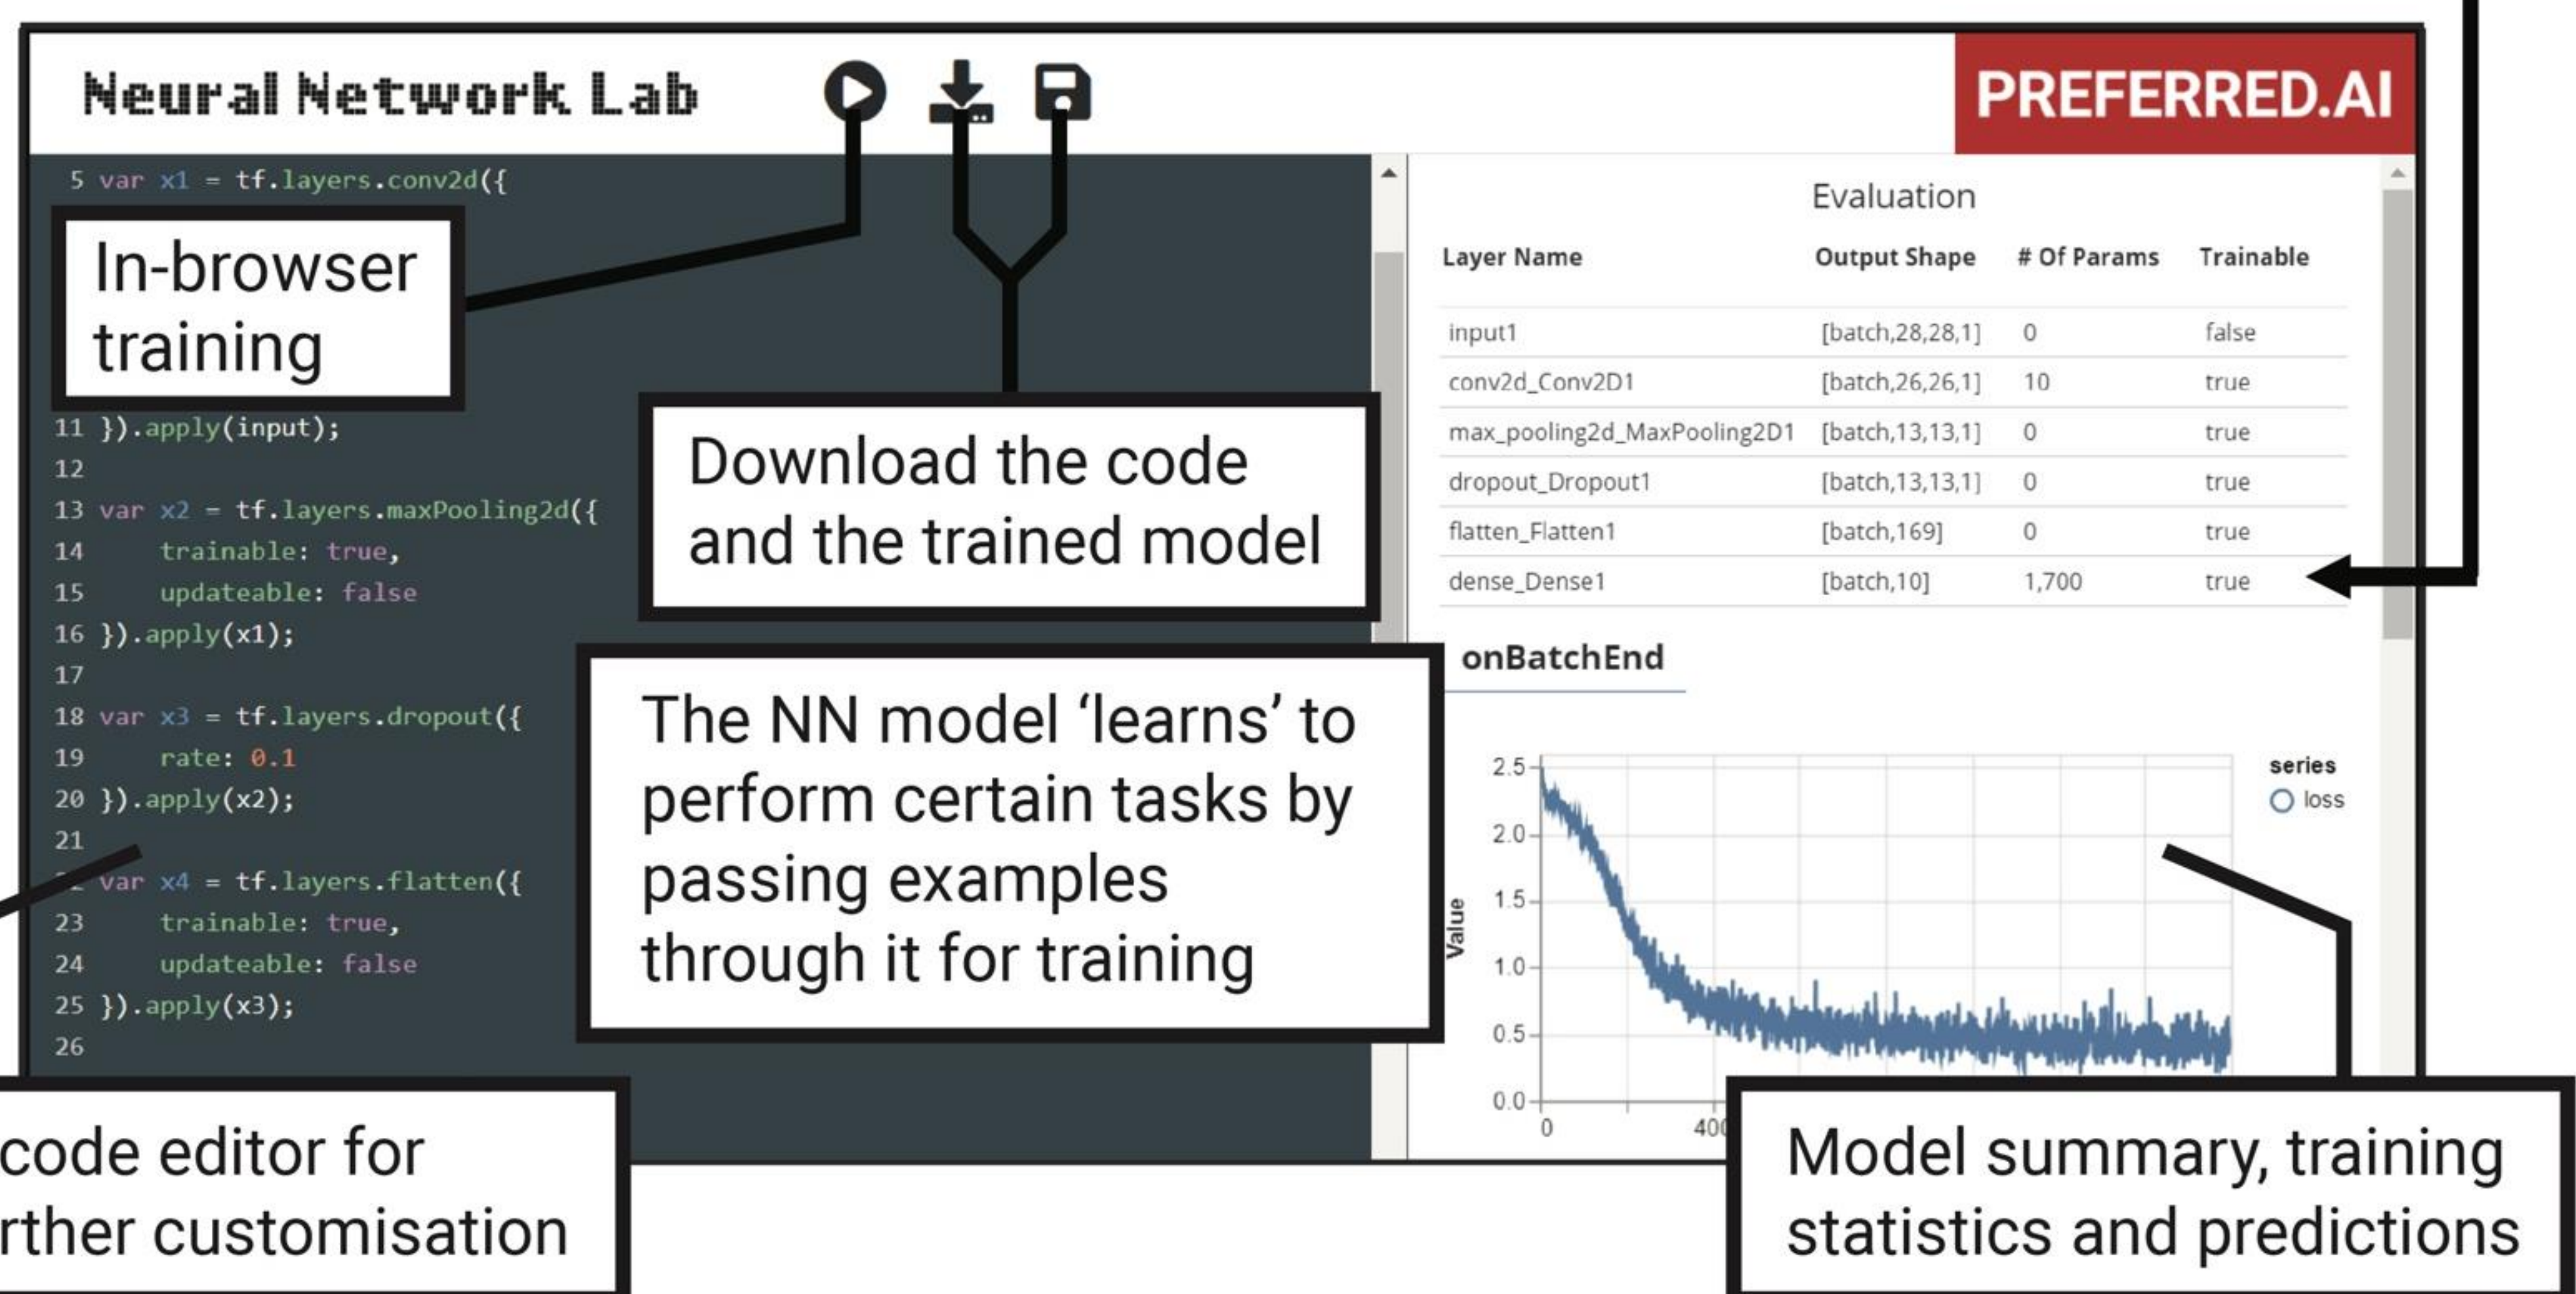 Neural Network Lab
PREFERRED.AI
5 var x1 = tf.layers.conv2d({
In-browser
training
11 }).apply(input);
12
13 var x2 = tf.layers.maxPooling2d({
14 trainable: true,
15 updateable: false
16 }).apply(x1);
17
18 var x3 = tf.layers.dropout({
19 rate: 0.1
20 }).apply(x2);
21
var x4 = tf.layers.flatten({
23 trainable: true,
24 updateable: false
25 }).apply(x3);
26
Download the code
and the trained model
The NN model ‘learns’ to
perform certain tasks by
passing examples
through it for training
code editor for
rther customisation
Evaluation
Layer Name Output Shape # Of Params Trainable
input1 [batch,28,28,1] 0 false
conv2d_Conv2D1 [batch,26,26,1] 10 true
max_pooling2d_MaxPooling2D1 [batch,13,13,1] 0 true
dropout_Dropout1 [batch,13,13,1] 0 true
flatten_Flatten1 [batch,169] 0 true
dense_Dense1 [batch,10] 1,700 true
onBatchEnd
2.5
2.0
1.5
1.0
0.5
0.0
Value
0 400
series
loss
Model summary, training
statistics and predictions